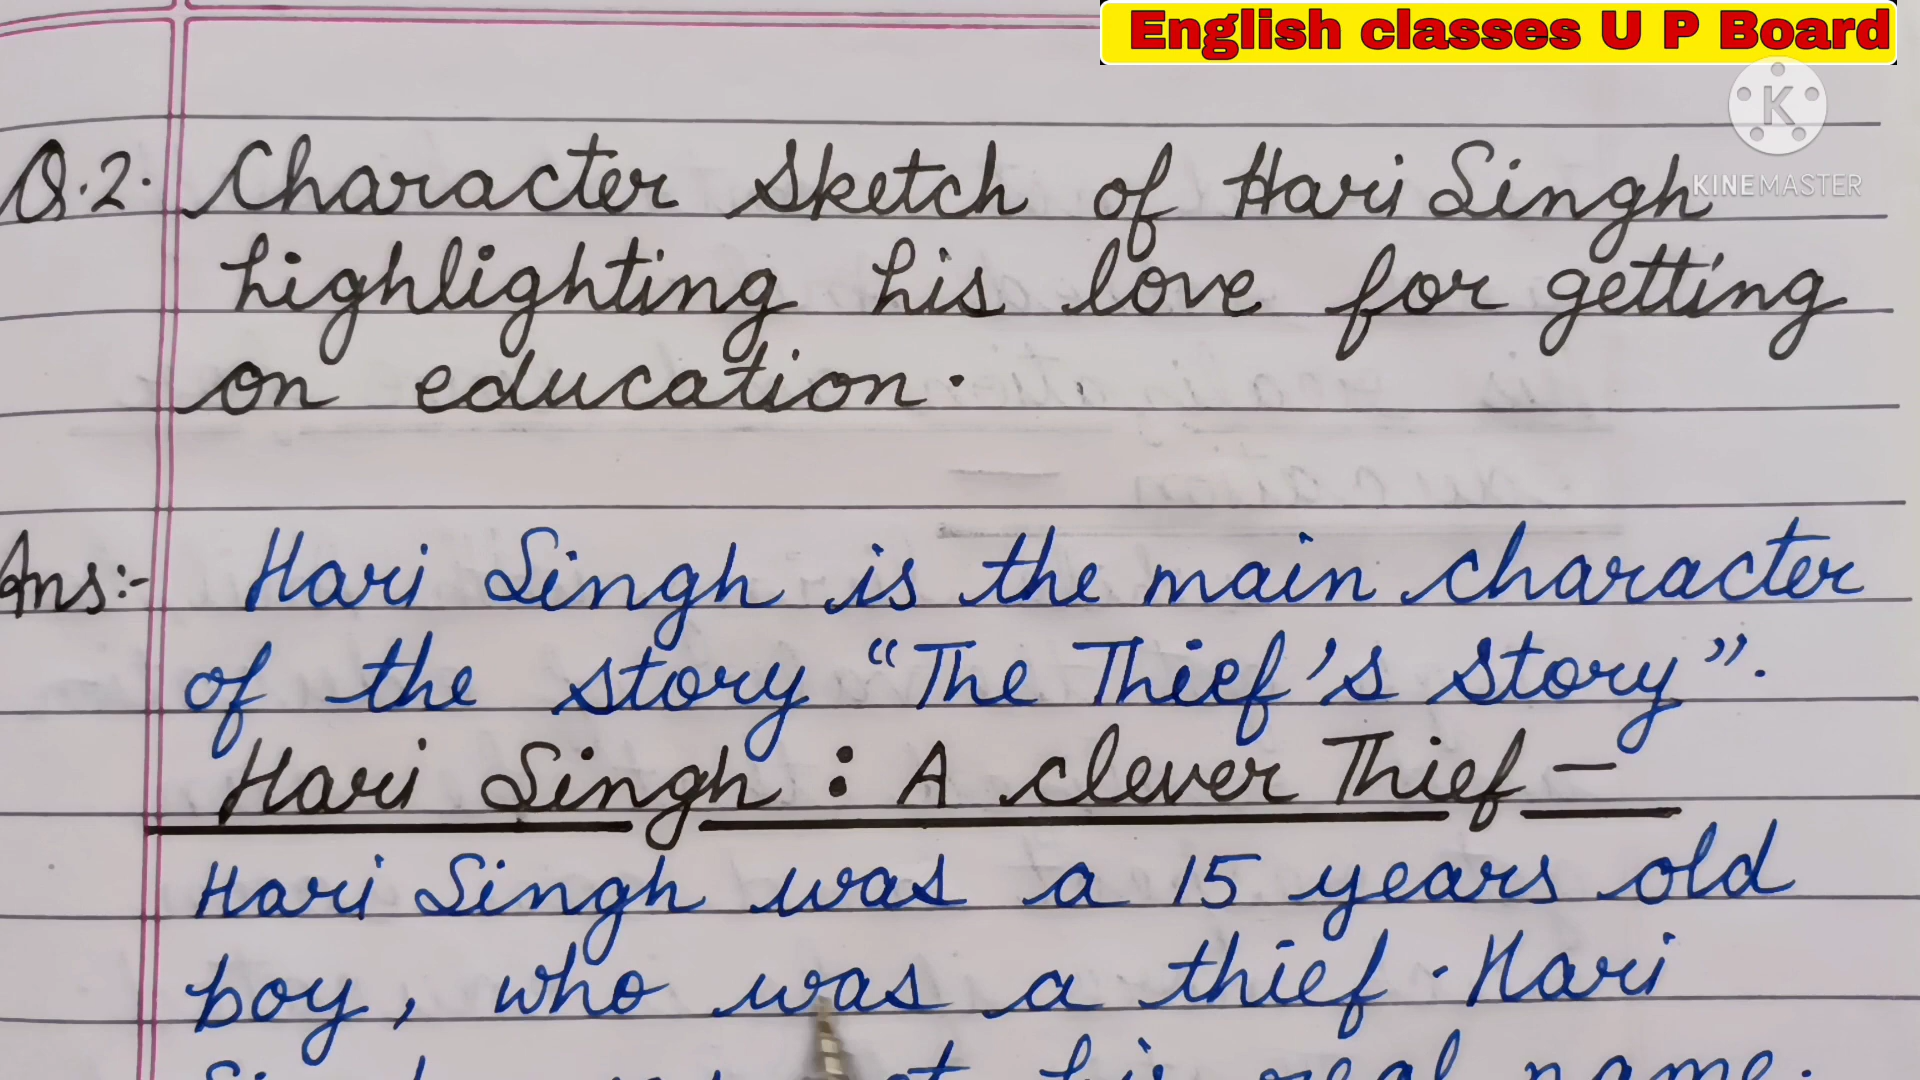 English classes U P Board
KINEMASTER
Q.2. Character Sketch of Hari Singh
highlighting his love for getting
on education.
Ans:- Hari Singh is the main character
of the story “The Thief's Story”.
Hari Singh : A clever Thief —
Hari Singh was a 15 years old
boy, who was a thief. Hari
real name.